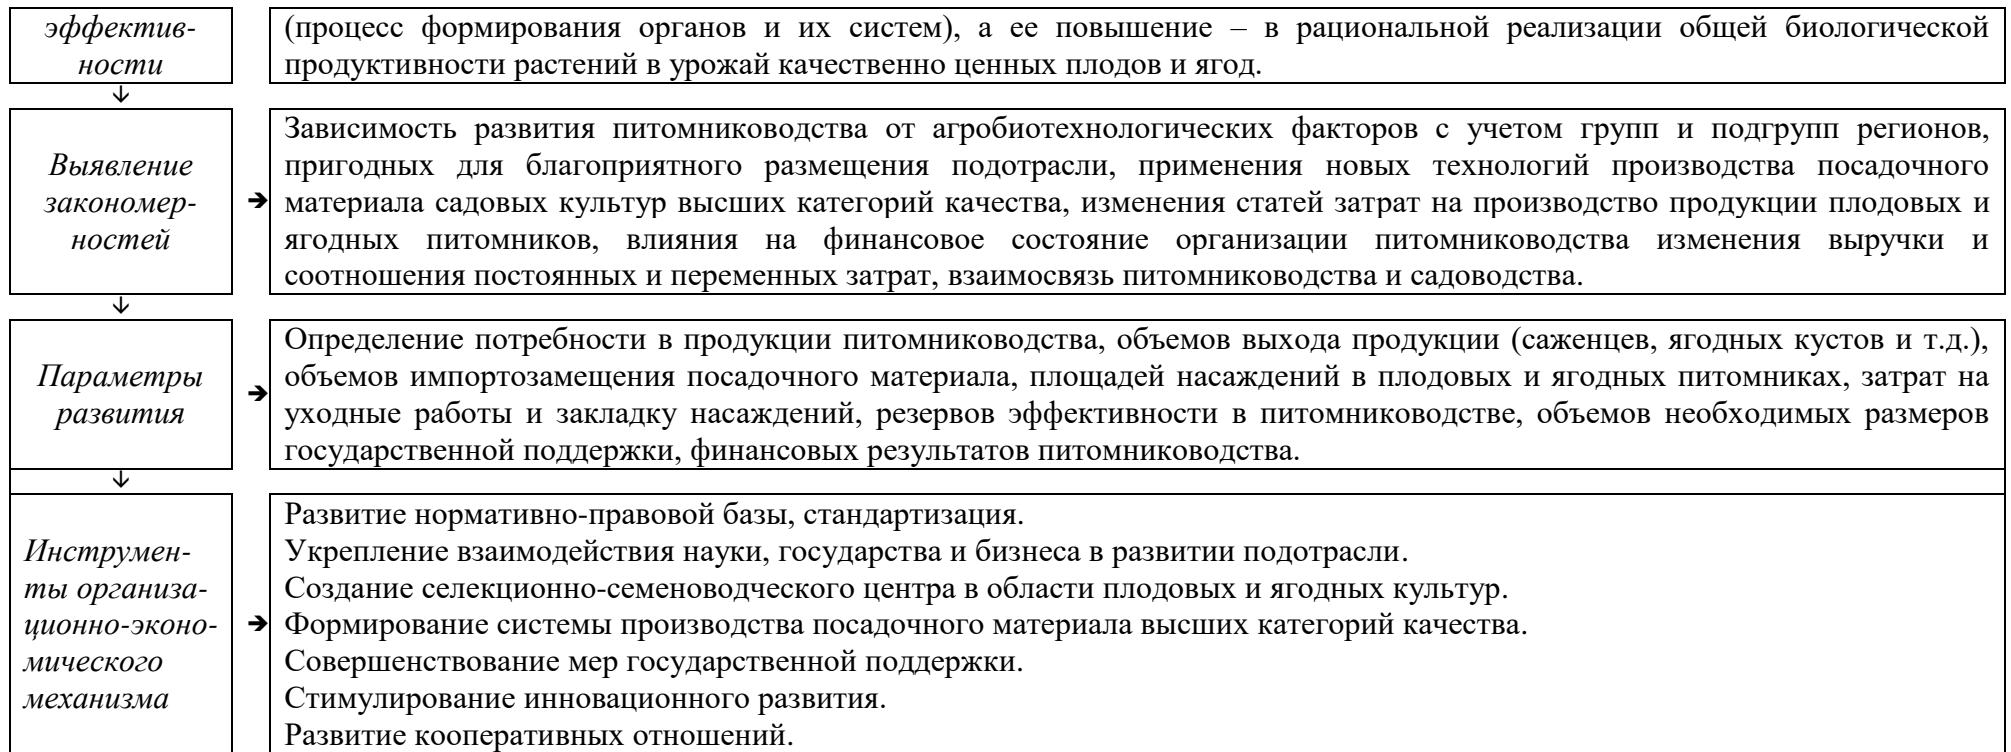 эффектив-
ности
(процесс формирования органов и их систем), а ее повышение – в рациональной реализации общей биологической
продуктивности растений в урожай качественно ценных плодов и ягод.
Выявление
закономер-
ностей
Зависимость развития питомниководства от агробиотехнологических факторов с учетом групп и подгрупп регионов,
пригодных для благоприятного размещения подотрасли, применения новых технологий производства посадочного
материала садовых культур высших категорий качества, изменения статей затрат на производство продукции плодовых и
ягодных питомников, влияния на финансовое состояние организации питомниководства изменения выручки и
соотношения постоянных и переменных затрат, взаимосвязь питомниководства и садоводства.
Параметры
развития
Определение потребности в продукции питомниководства, объемов выхода продукции (саженцев, ягодных кустов и т.д.),
объемов импортозамещения посадочного материала, площадей насаждений в плодовых и ягодных питомниках, затрат на
уходные работы и закладку насаждений, резервов эффективности в питомниководстве, объемов необходимых размеров
государственной поддержки, финансовых результатов питомниководства.
Инструмен-
ты организа-
ционно-эконо-
мического
механизма
Развитие нормативно-правовой базы, стандартизация.
Укрепление взаимодействия науки, государства и бизнеса в развитии подотрасли.
Создание селекционно-семеноводческого центра в области плодовых и ягодных культур.
Формирование системы производства посадочного материала высших категорий качества.
Совершенствование мер государственной поддержки.
Стимулирование инновационного развития.
Развитие кооперативных отношений.